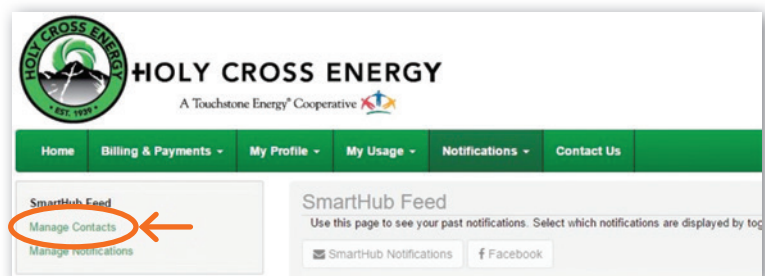 HOLY CROSS ENERGY
EST. 1939
HOLY CROSS ENERGY
A Touchstone Energy® Cooperative
Home Billing & Payments My Profile My Usage Notifications Contact Us
SmartHub Feed
Manage Contacts
Manage Notifications
SmartHub Feed
Use this page to see your past notifications. Select which notifications are displayed by tog
SmartHub Notifications f Facebook